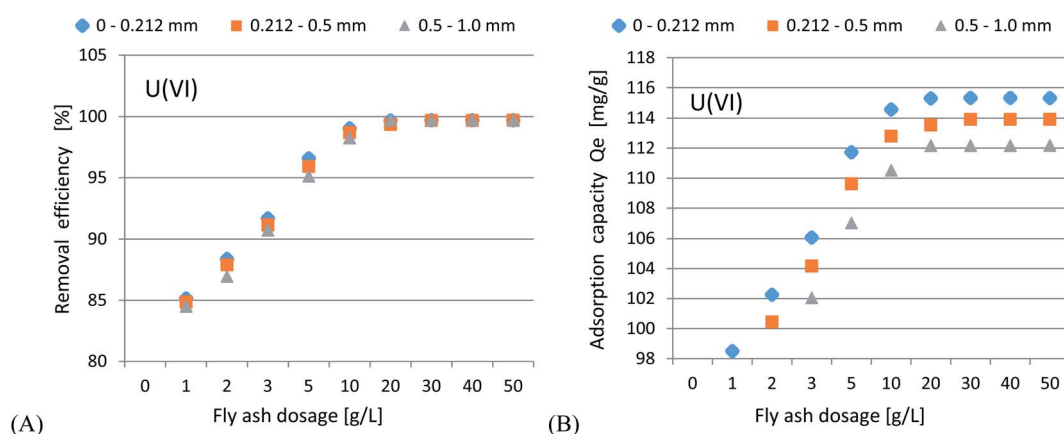 0 - 0.212 mm 0.212 - 0.5 mm 0.5 - 1.0 mm
105
100
95
90
85
80
U(VI)
Removal efficiency [%]
0 1 2 3 5 10 20 30 40 50
Fly ash dosage [g/L]
(A)
0 - 0.212 mm 0.212 - 0.5 mm 0.5 - 1.0 mm
118
116
114
112
110
108
106
104
102
100
98
U(VI)
Adsorption capacity Qe [mg/g]
0 1 2 3 5 10 20 30 40 50
Fly ash dosage [g/L]
(B)